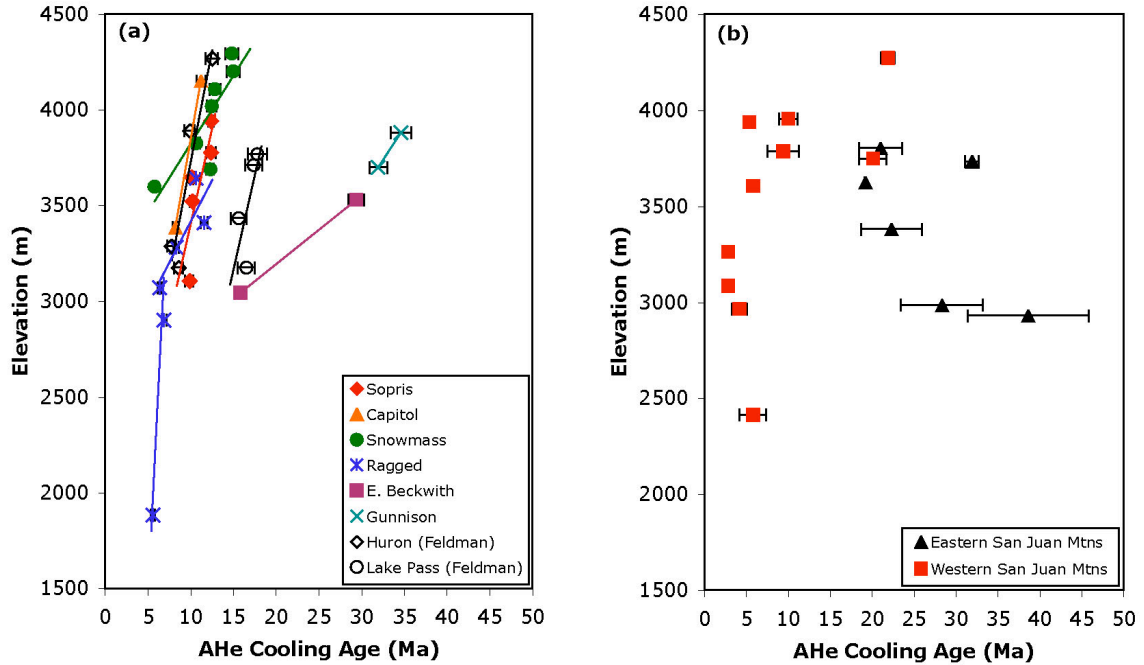 (a)
4500
4250
4000
3500
3000
2500
2000
1500
Elevation (m)
0 5 10 15 20 25 30 35 40 45 50
AHe Cooling Age (Ma)
Sopris
Capitol
Snowmass
Ragged
E. Beckwith
Gunnison
Huron (Feldman)
Lake Pass (Feldman)
(b)
4500
4000
3500
3000
2500
2000
1500
Elevation (m)
0 5 10 15 20 25 30 35 40 45 50
AHe Cooling Age (Ma)
Eastern San Juan Mtns
Western San Juan Mtns